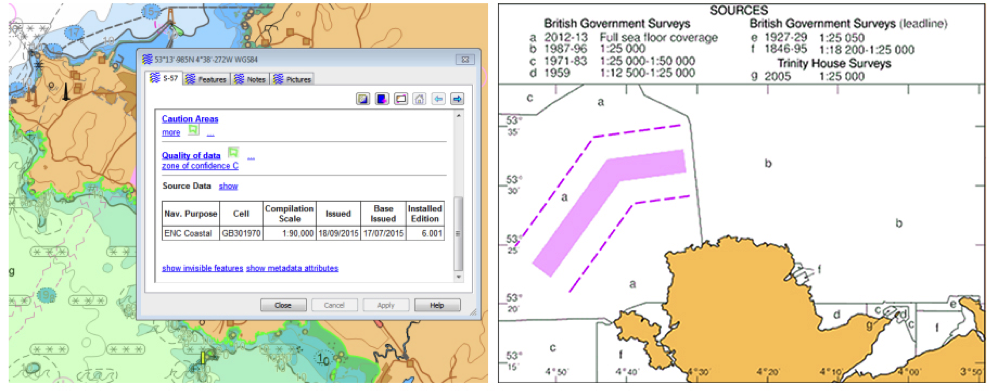 53°13'·985N 4°38'·272W WGS84
S-57
Features
Notes
Pictures
Caution Areas
more ...
Quality of data ...
zone of confidence C
Source Data show
Nav. Purpose Cell Compilation Scale Issued Base Issued Installed Edition
ENC Coastal GB301970 1:90.000 18/09/2015 17/07/2015 6.001
show invisible features show metadata attributes
Close Cancel Apply Help
SOURCES
British Government Surveys
a 2012-13 Full sea floor coverage
b 1987-96 1:25 000
c 1971-83 1:25 000-1:50 000
d 1959 1:12 500-1:25 000
British Government Surveys (leadline)
e 1927-29 1:25 050
f 1846-95 1:18 200-1:25 000
Trinity House Surveys
g 2005 1:25 000
c
a
53°
35'
b
53°
30'
a
b
53°
25'
f
a
53°
20'
d
c
d
e
g
f
c
f
53°
15'
4°50'
4°40'
4°30'
4°20'
4°10'
4°00'
3°50'